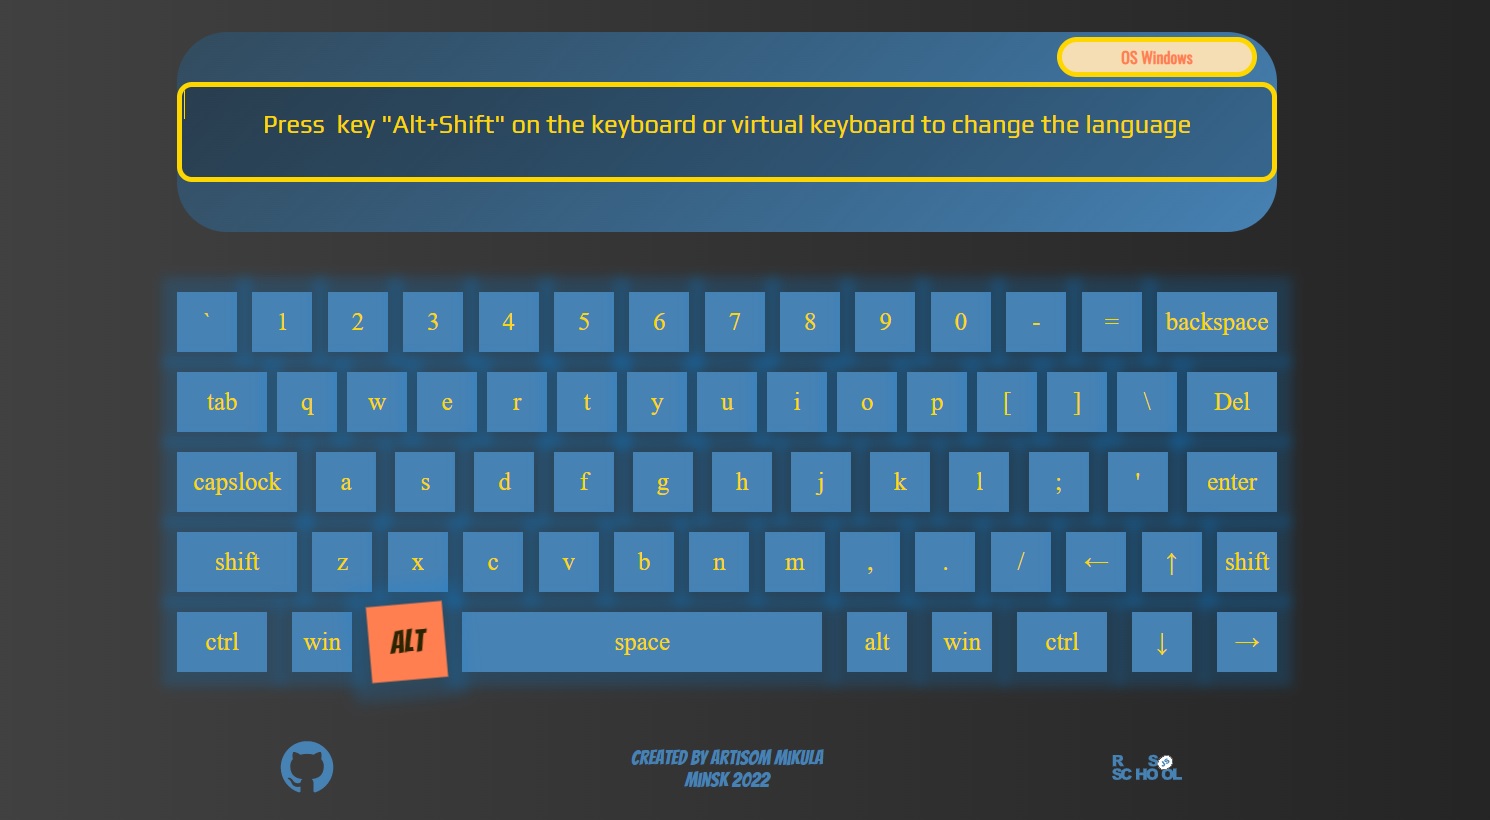 OS Windows
Press  key "Alt+Shift" on the keyboard or virtual keyboard to change the language
` 1 2 3 4 5 6 7 8 9 0 - = backspace
tab q w e r t y u i o p [ ] \ Del
capslock a s d f g h j k l ; ' enter
shift z x c v b n m , . / ← ↑ shift
ctrl win ALT space alt win ctrl ↓ →
CREATED BY ARTISOM MIKULA
MINSK 2022
R S
SCHOOL
JS